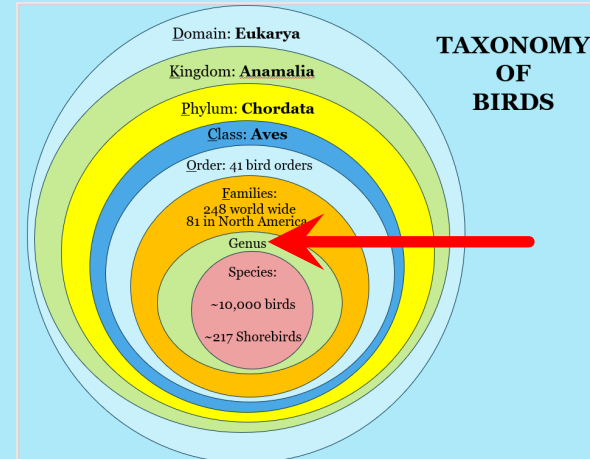 Domain: Eukarya
TAXONOMY
OF
BIRDS
Kingdom: Anamalia
Phylum: Chordata
Class: Aves
Order: 41 bird orders
Families:
248 world wide
81 in North America
Genus
Species:
~10,000 birds
~217 Shorebirds